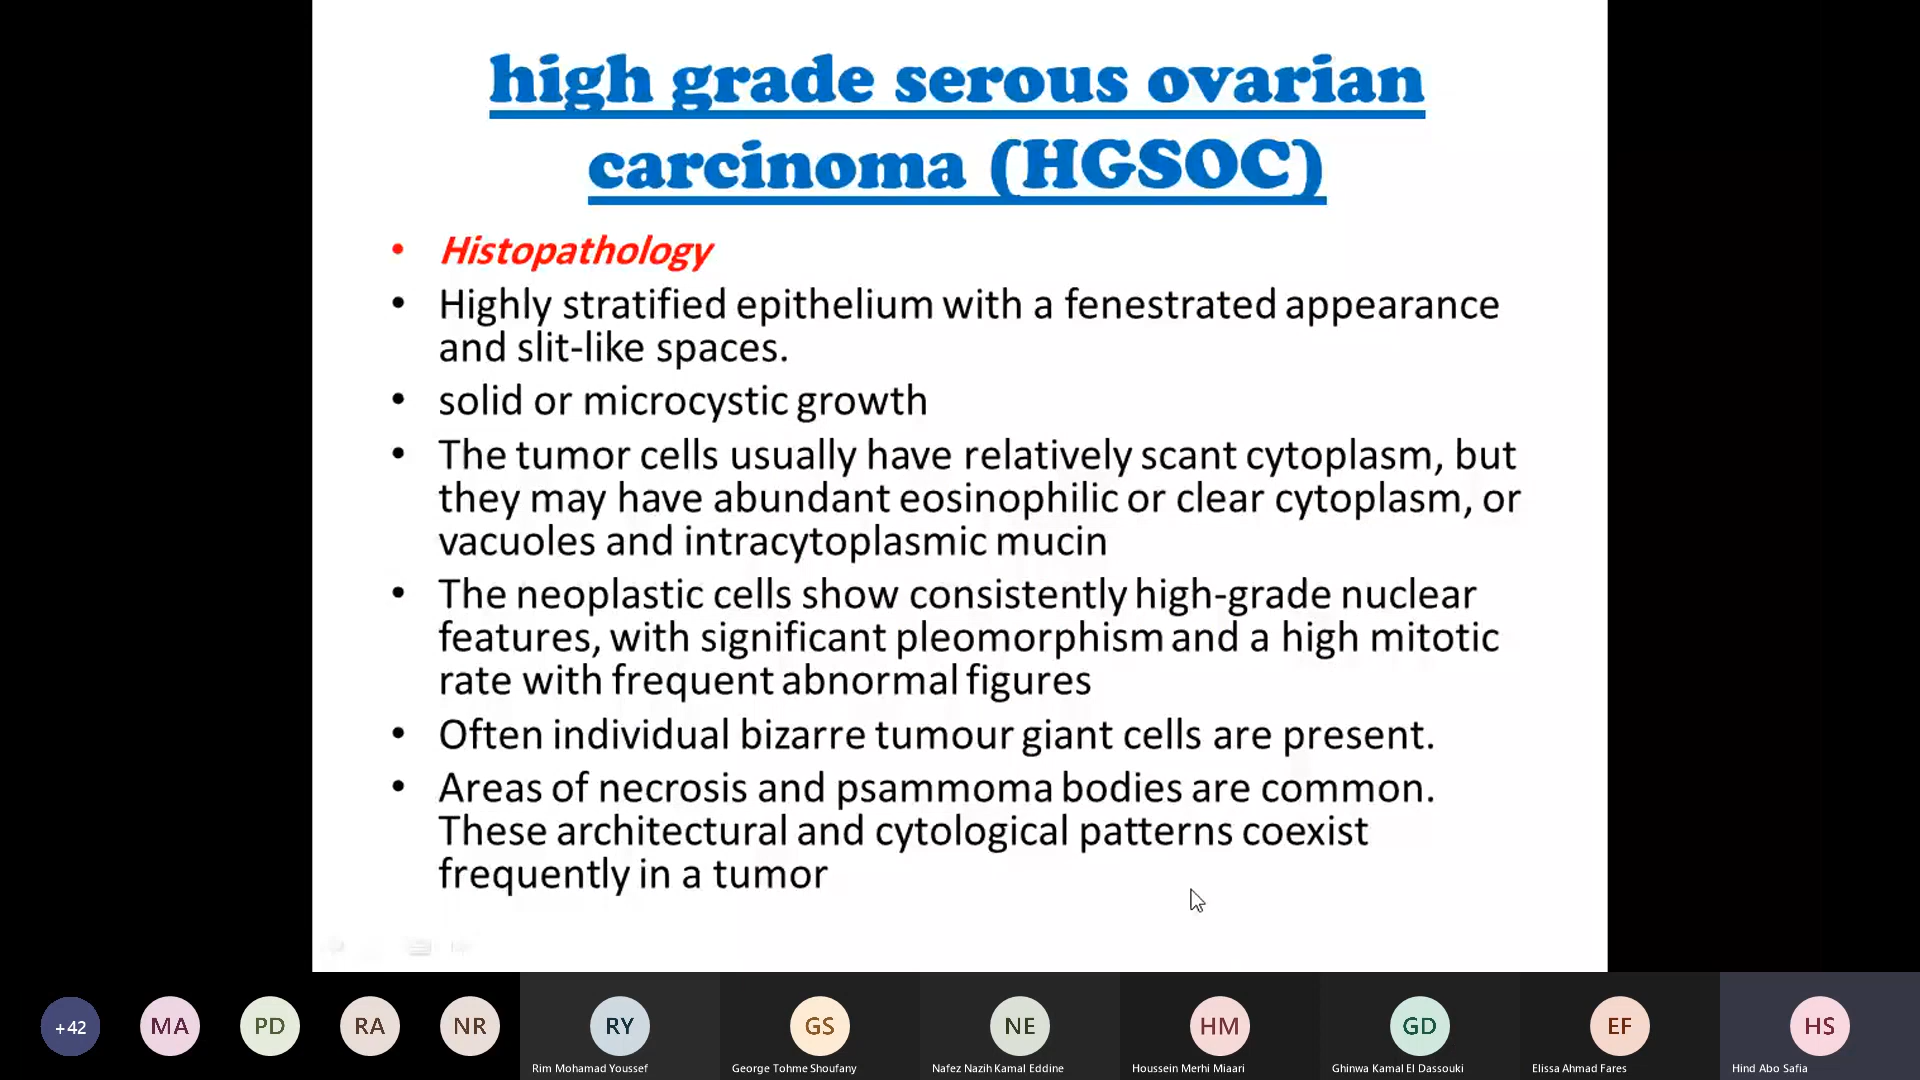 high grade serous ovarian
carcinoma (HGSOC)
• Histopathology
• Highly stratified epithelium with a fenestrated appearance
and slit-like spaces.
• solid or microcystic growth
• The tumor cells usually have relatively scant cytoplasm, but
they may have abundant eosinophilic or clear cytoplasm, or
vacuoles and intracytoplasmic mucin
• The neoplastic cells show consistently high-grade nuclear
features, with significant pleomorphism and a high mitotic
rate with frequent abnormal figures
• Often individual bizarre tumour giant cells are present.
• Areas of necrosis and psammoma bodies are common.
These architectural and cytological patterns coexist
frequently in a tumor
+42 MA PD RA NR RY GS NE HM GD EF HS
Rim Mohamad Youssef George Tohme Shoufany Nafez Nazih Kamal Eddine Houssein Merhi Miaari Ghinwa Kamal El Dassouki Elissa Ahmad Fares Hind Abo Safia